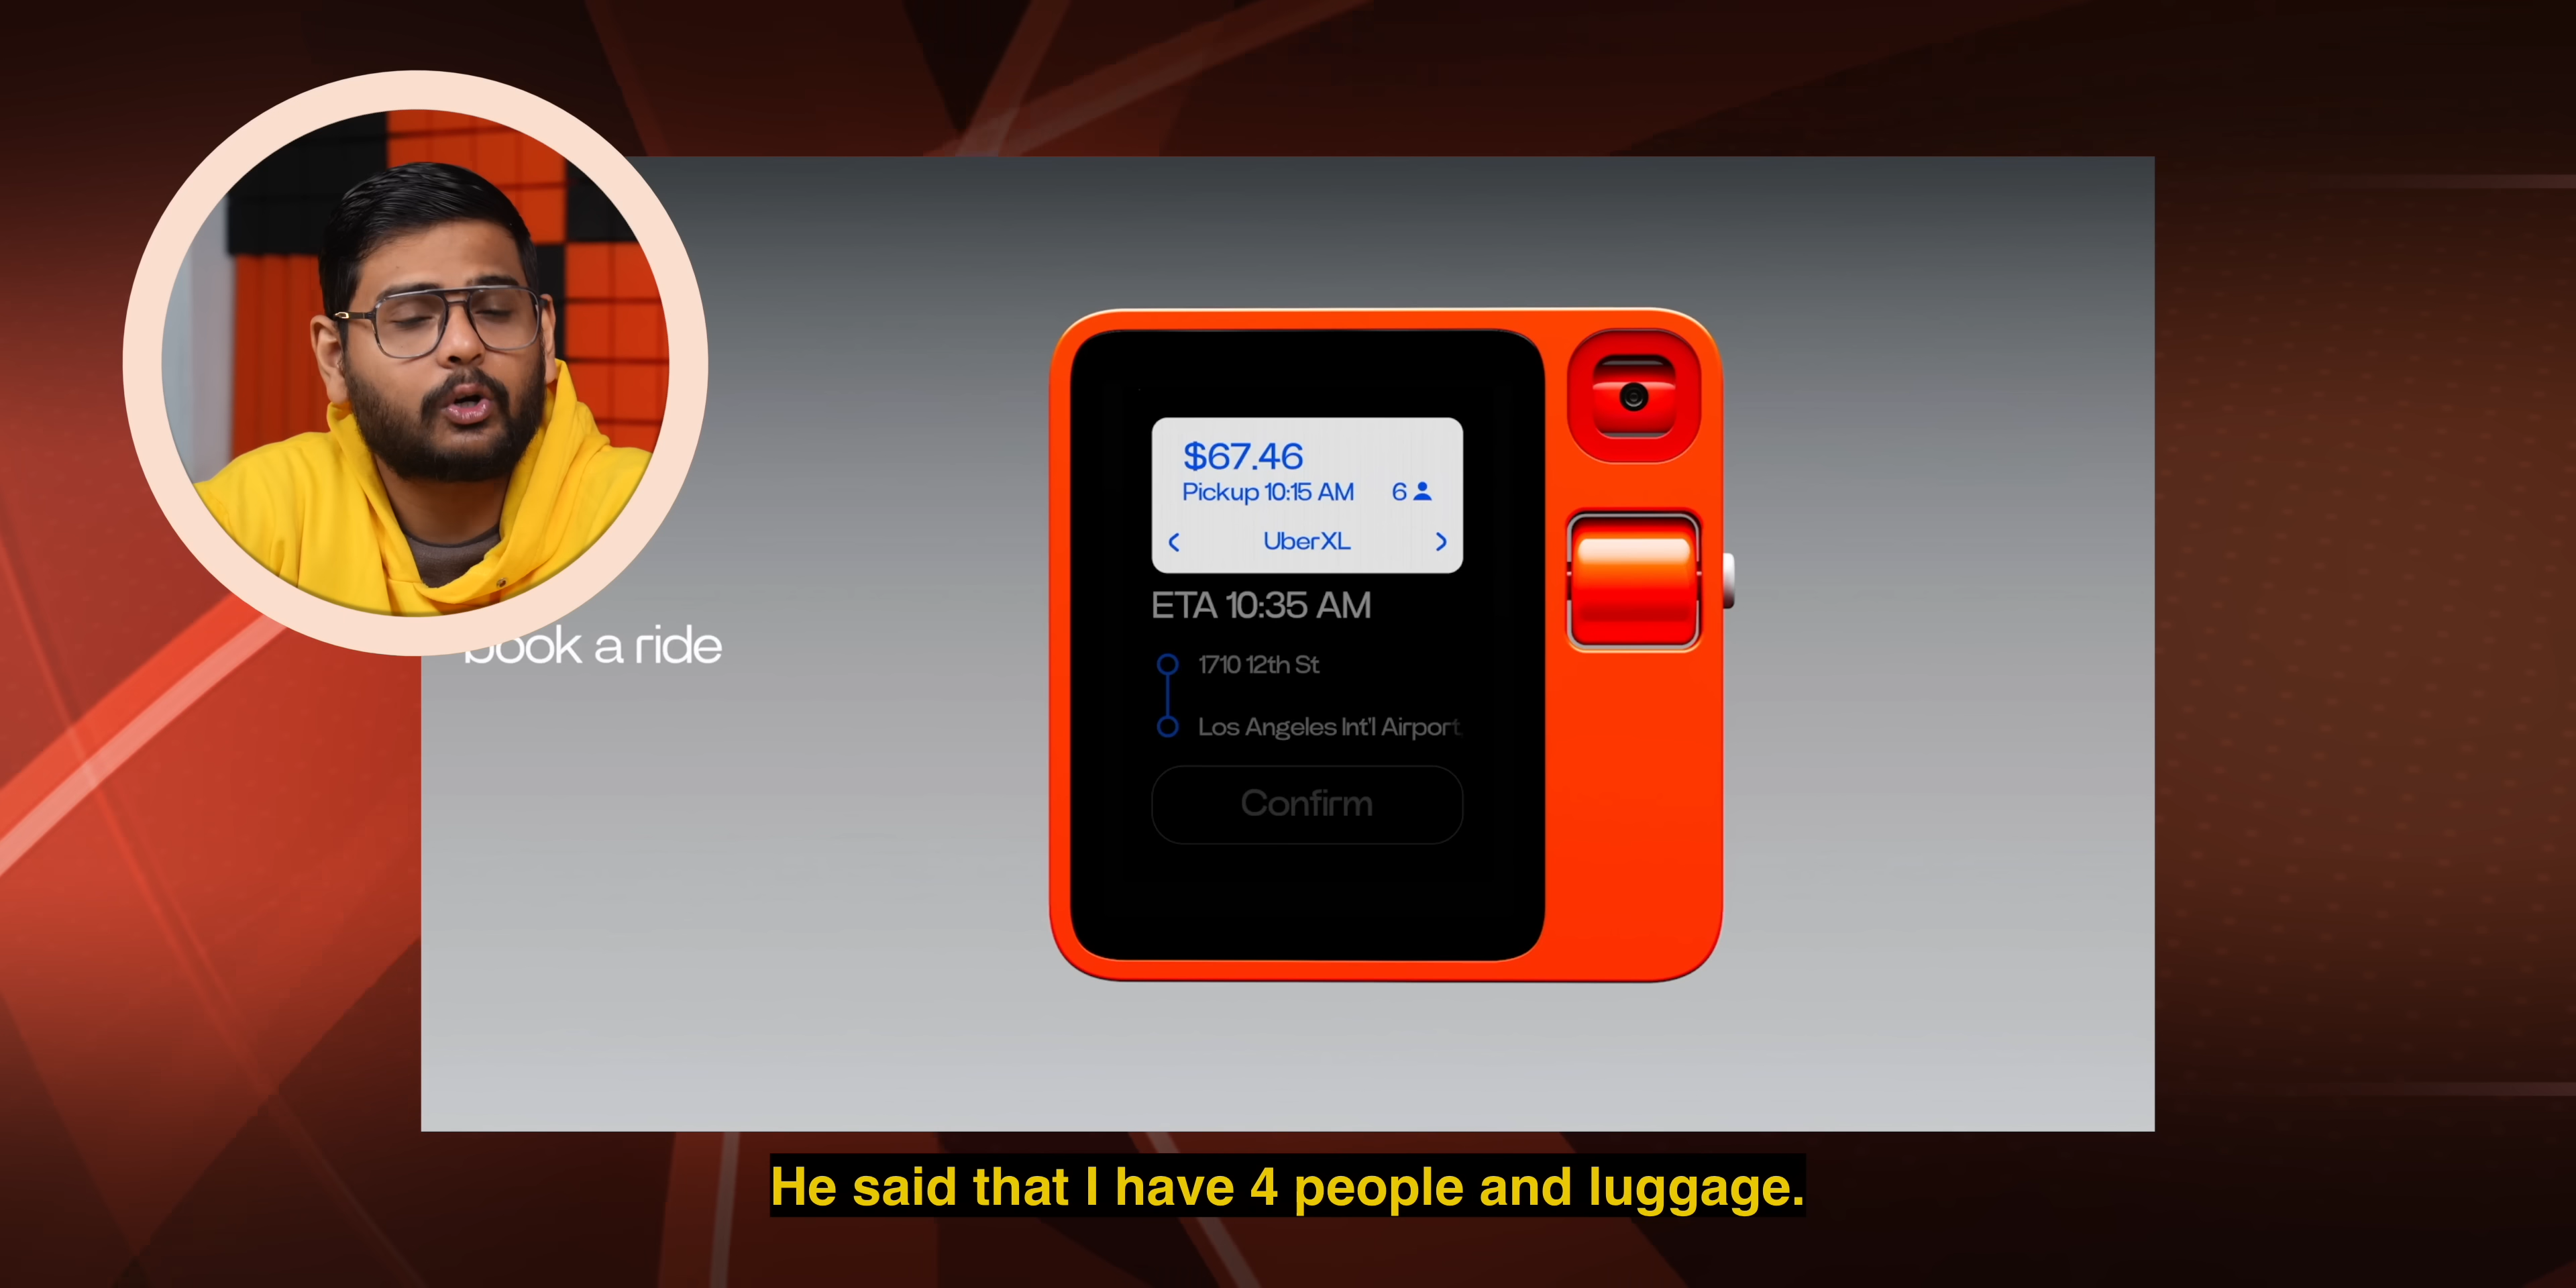 $67.46
Pickup 10:15 AM 6
< UberXL >
ETA 10:35 AM
1710 12th St
Los Angeles Int'l Airport
Confirm
book a ride
He said that I have 4 people and luggage.